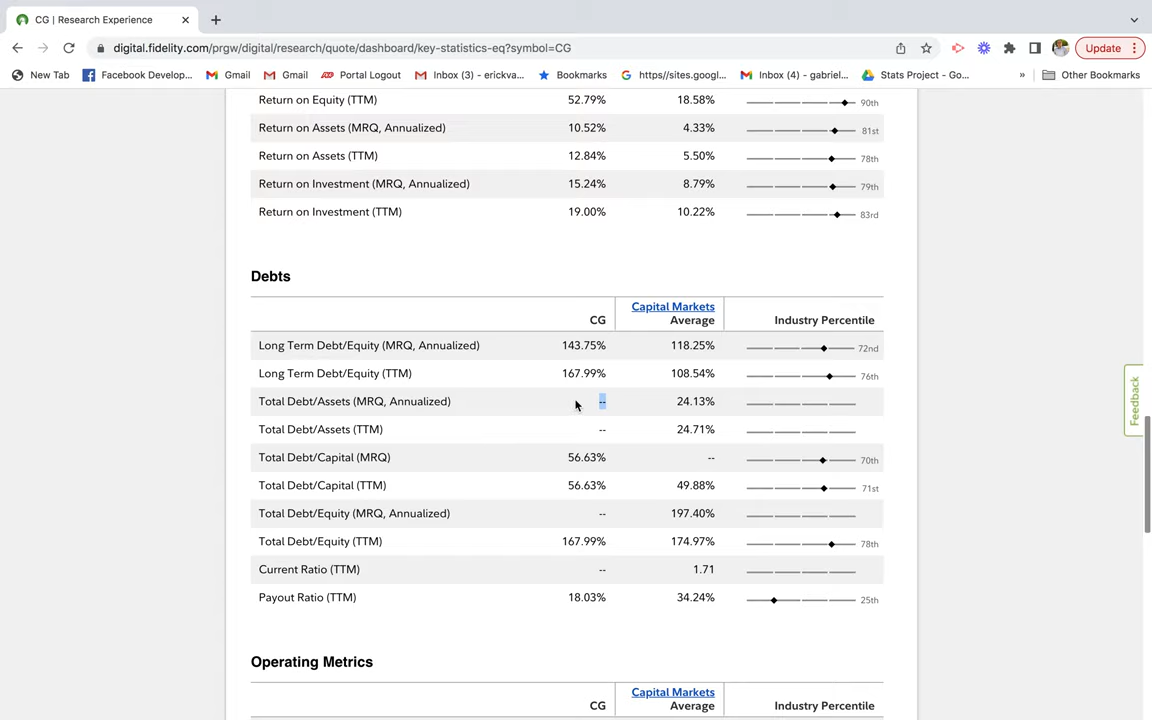 CG | Research Experience
digital.fidelity.com/prgw/digital/research/quote/dashboard/key-statistics-eq?symbol=CG
Update
New Tab Facebook Develop... Gmail Gmail Portal Logout Inbox (3) - erickva... Bookmarks https//sites.googl... Inbox (4) - gabriel... Stats Project - Go... » Other Bookmarks
Return on Equity (TTM) 52.79% 18.58% 90th
Return on Assets (MRQ, Annualized) 10.52% 4.33% 81st
Return on Assets (TTM) 12.84% 5.50% 78th
Return on Investment (MRQ, Annualized) 15.24% 8.79% 79th
Return on Investment (TTM) 19.00% 10.22% 83rd
Debts
Capital Markets
CG Average Industry Percentile
Long Term Debt/Equity (MRQ, Annualized) 143.75% 118.25% 72nd
Long Term Debt/Equity (TTM) 167.99% 108.54% 76th
Total Debt/Assets (MRQ, Annualized) -- 24.13%
Total Debt/Assets (TTM) -- 24.71%
Total Debt/Capital (MRQ) 56.63% -- 70th
Total Debt/Capital (TTM) 56.63% 49.88% 71st
Total Debt/Equity (MRQ, Annualized) -- 197.40%
Total Debt/Equity (TTM) 167.99% 174.97% 78th
Current Ratio (TTM) -- 1.71
Payout Ratio (TTM) 18.03% 34.24% 25th
Operating Metrics
Capital Markets
CG Average Industry Percentile
Feedback